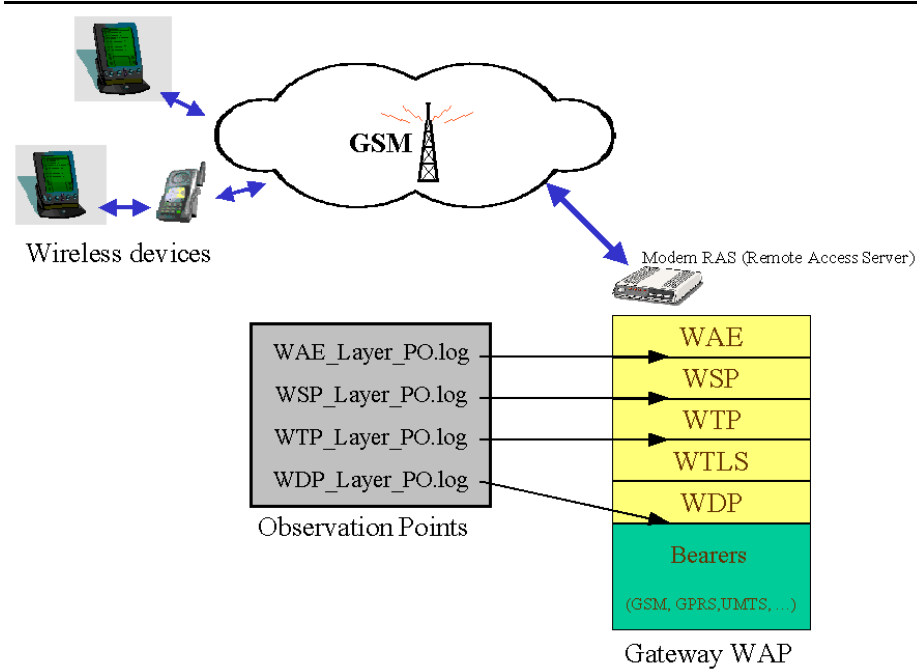 GSM
Wireless devices
Modem RAS (Remote Access Server)
WAE_Layer_PO.log
WSP_Layer_PO.log
WTP_Layer_PO.log
WDP_Layer_PO.log
Observation Points
WAE
WSP
WTP
WTLS
WDP
Bearers
(GSM, GPRS,UMTS, ...)
Gateway WAP